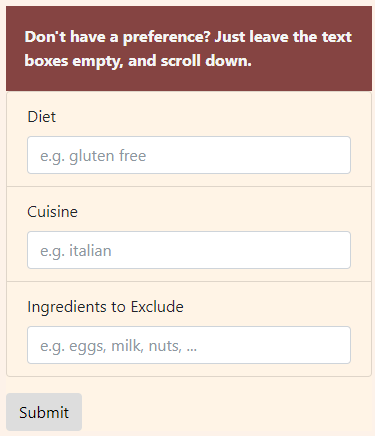 Don't have a preference? Just leave the text
boxes empty, and scroll down.
Diet
e.g. gluten free
Cuisine
e.g. italian
Ingredients to Exclude
e.g. eggs, milk, nuts, ...
Submit